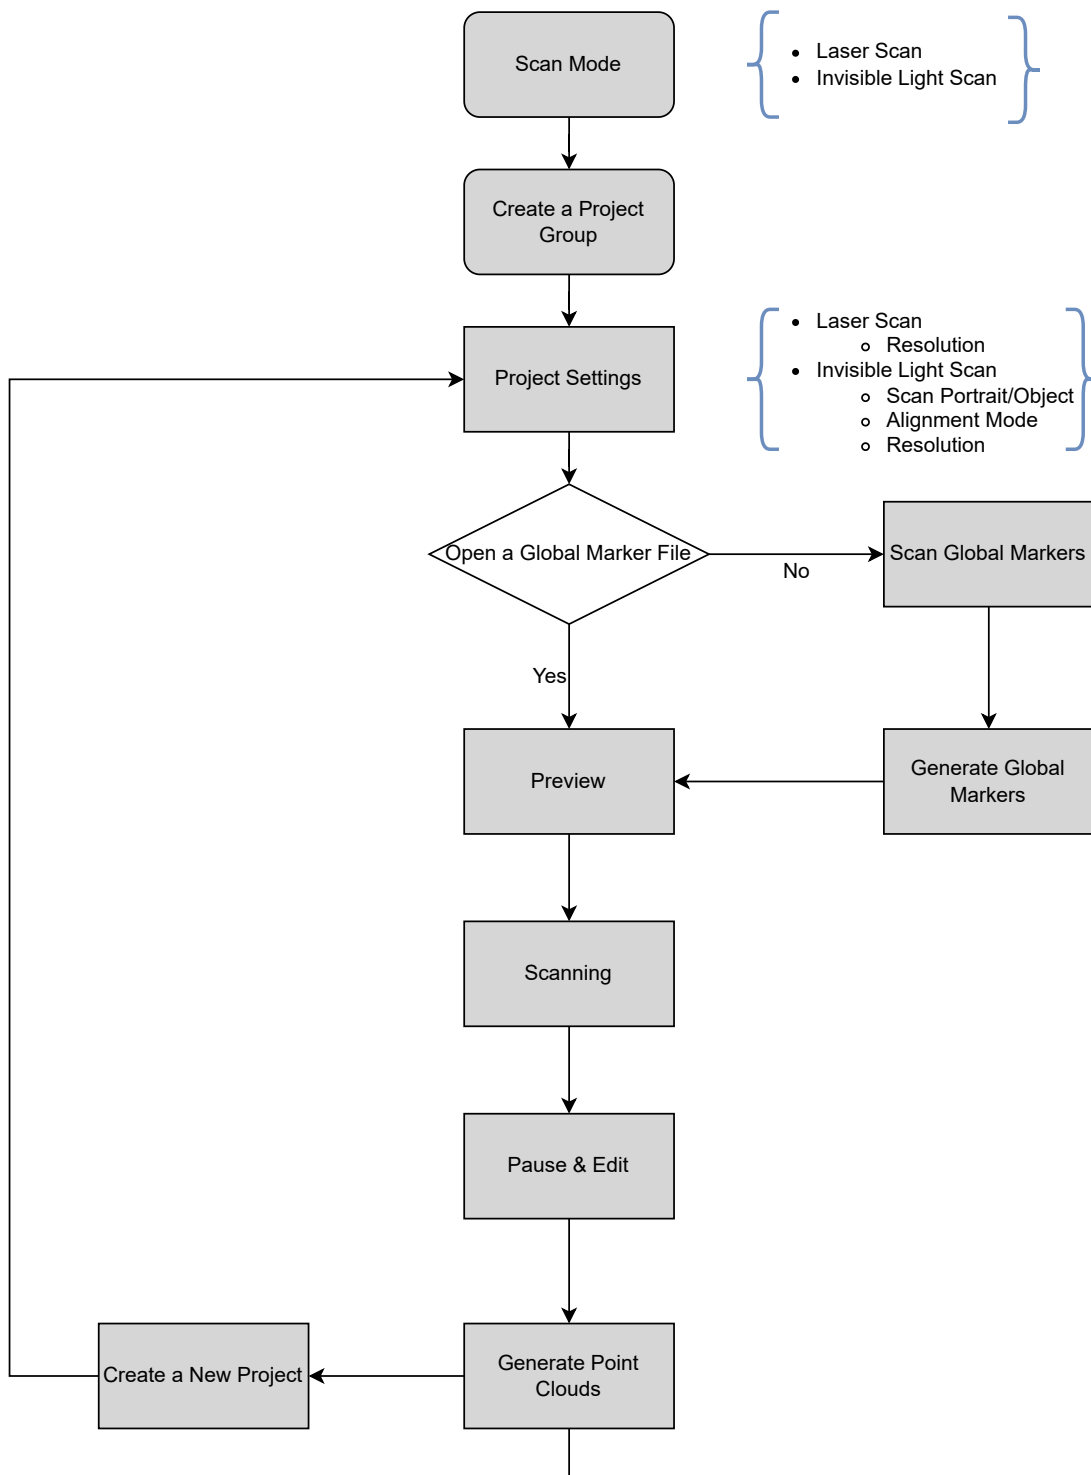 Scan Mode
• Laser Scan
• Invisible Light Scan
Create a Project
Group
Project Settings
• Laser Scan
○ Resolution
• Invisible Light Scan
○ Scan Portrait/Object
○ Alignment Mode
○ Resolution
Open a Global Marker File
No
Scan Global Markers
Yes
Preview
Generate Global
Markers
Scanning
Pause & Edit
Create a New Project
Generate Point
Clouds